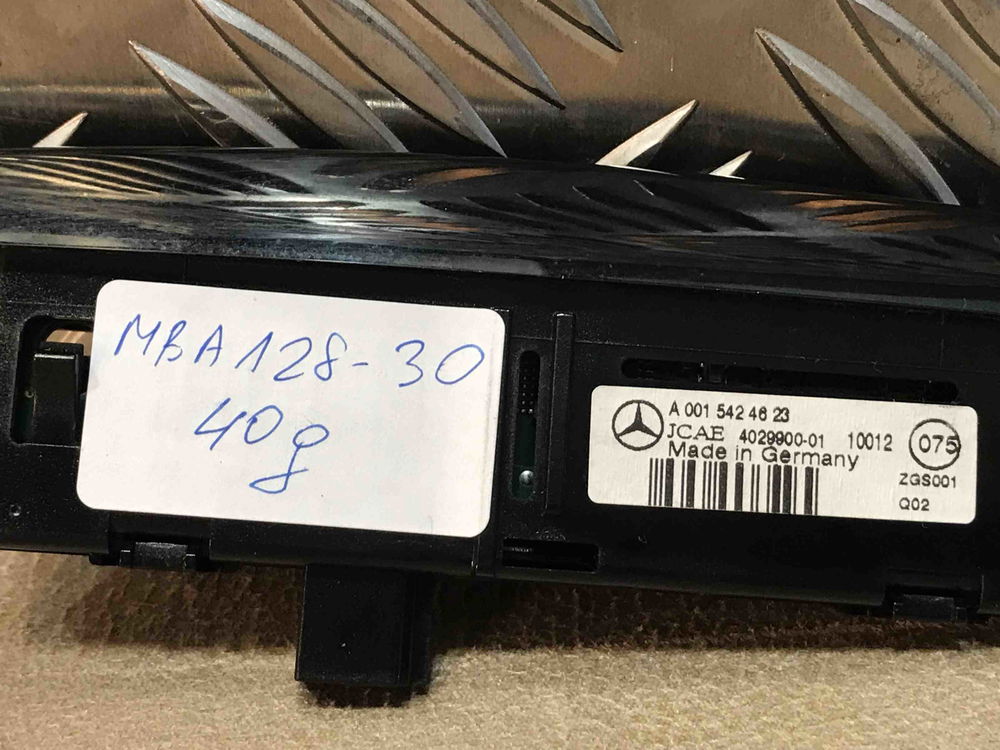 MBA128-30
40g
A 001 542 46 23
JCAE 4029900-01 10012 075
Made in Germany
ZGS001
Q02